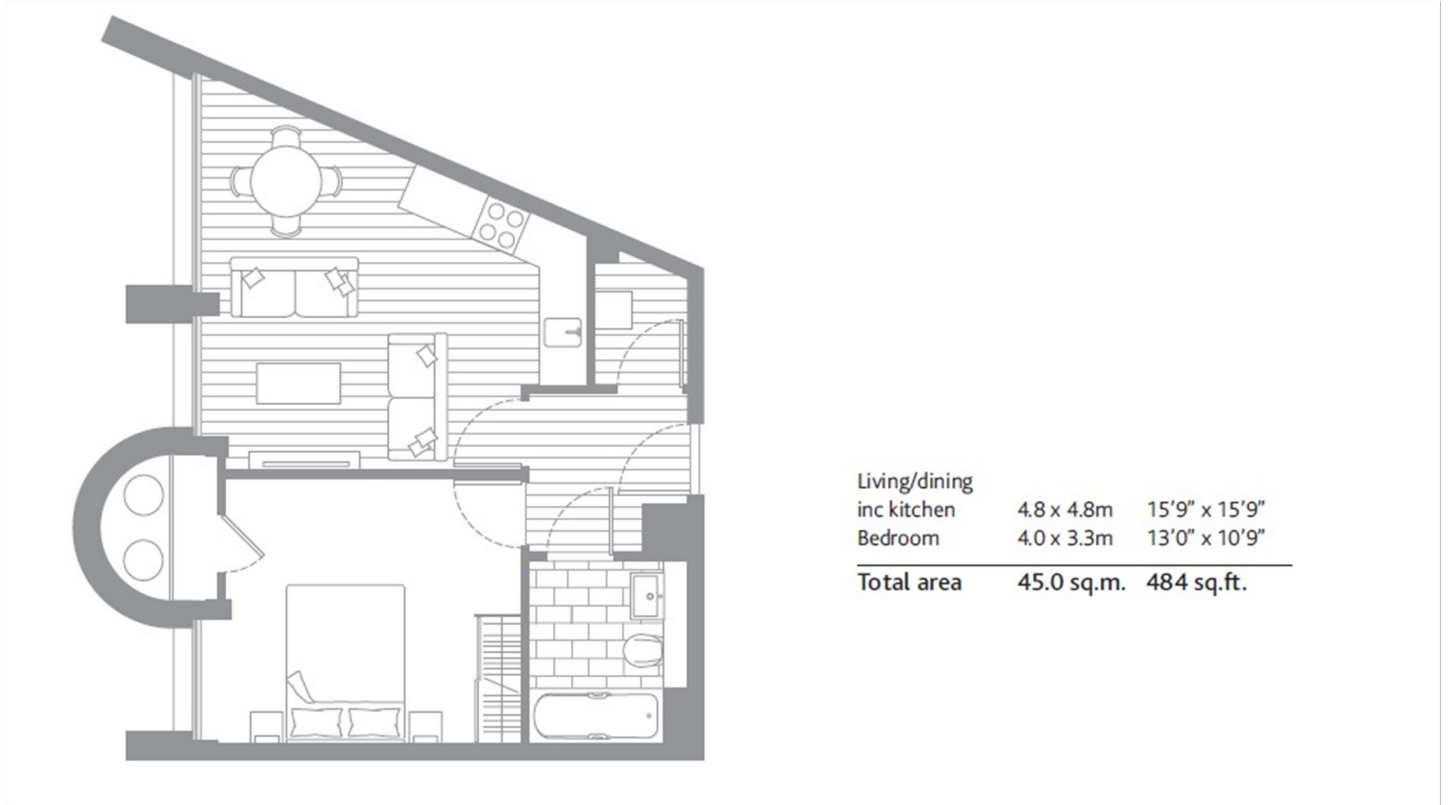 Living/dining
inc kitchen 4.8 x 4.8m 15’9” x 15’9”
Bedroom 4.0 x 3.3m 13’0” x 10’9”
Total area 45.0 sq.m. 484 sq.ft.